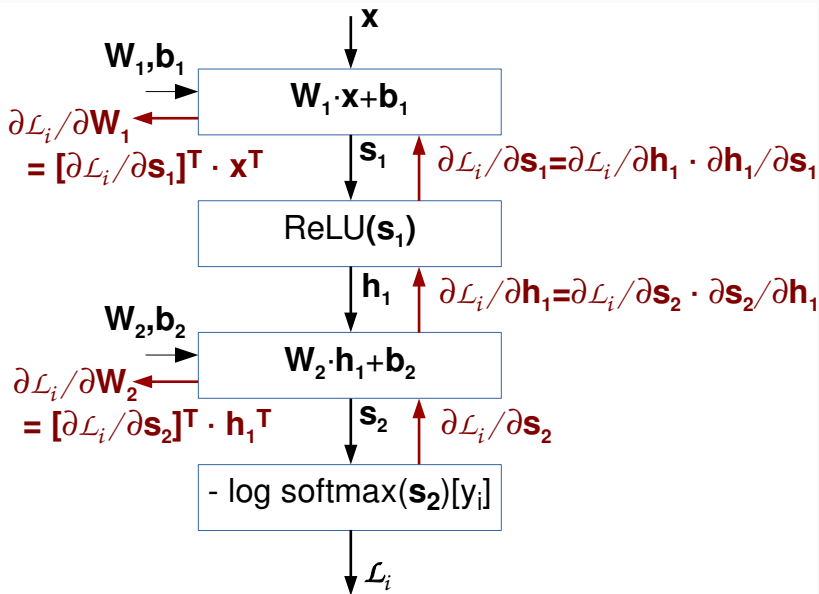 x
W₁,b₁
W₁·x+b₁
∂ℒᵢ/∂W₁
= [∂ℒᵢ/∂s₁]ᵀ · xᵀ
s₁
∂ℒᵢ/∂s₁=∂ℒᵢ/∂h₁ · ∂h₁/∂s₁
ReLU(s₁)
h₁
∂ℒᵢ/∂h₁=∂ℒᵢ/∂s₂ · ∂s₂/∂h₁
W₂,b₂
W₂·h₁+b₂
∂ℒᵢ/∂W₂
= [∂ℒᵢ/∂s₂]ᵀ · h₁ᵀ
s₂
∂ℒᵢ/∂s₂
- log softmax(s₂)[yᵢ]
ℒᵢ